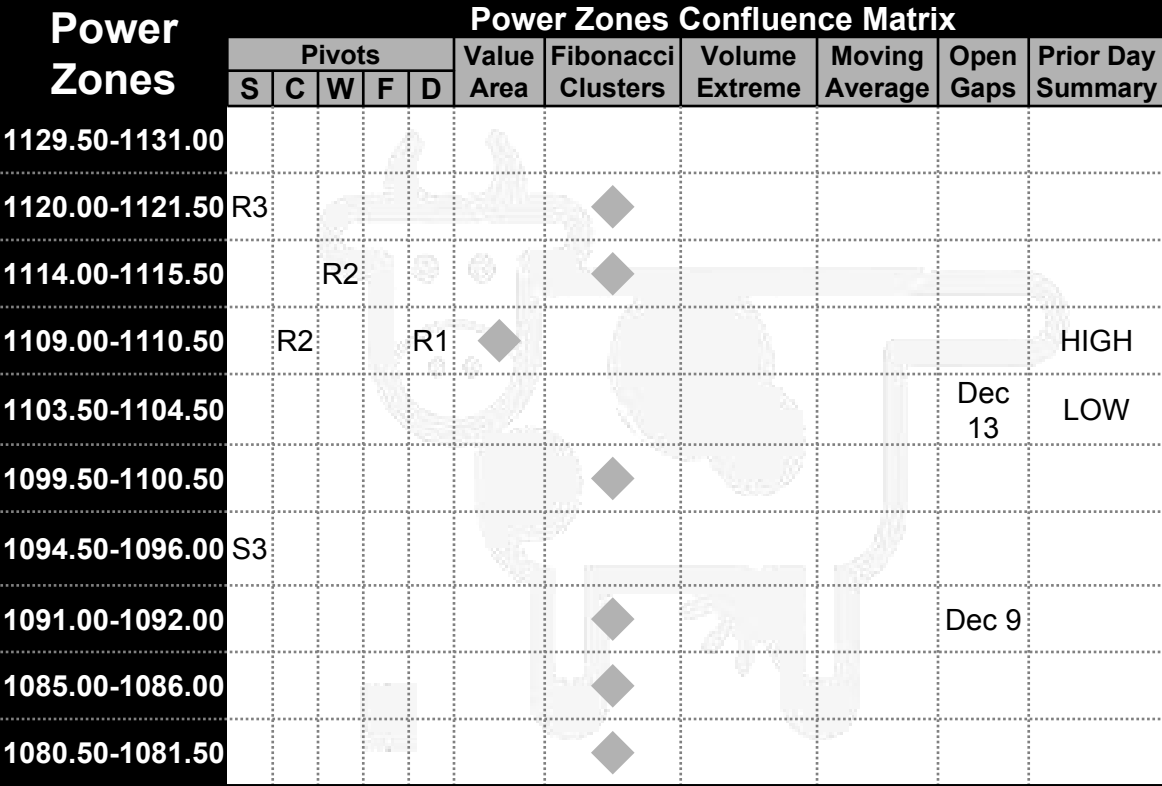 Power Zones
Power Zones Confluence Matrix
Pivots
Value Area
Fibonacci Clusters
Volume Extreme
Moving Average
Open Gaps
Prior Day Summary
S C W F D
1129.50-1131.00
1120.00-1121.50 R3
1114.00-1115.50 R2
1109.00-1110.50 R2 R1 HIGH
1103.50-1104.50 Dec 13 LOW
1099.50-1100.50
1094.50-1096.00 S3
1091.00-1092.00 Dec 9
1085.00-1086.00
1080.50-1081.50